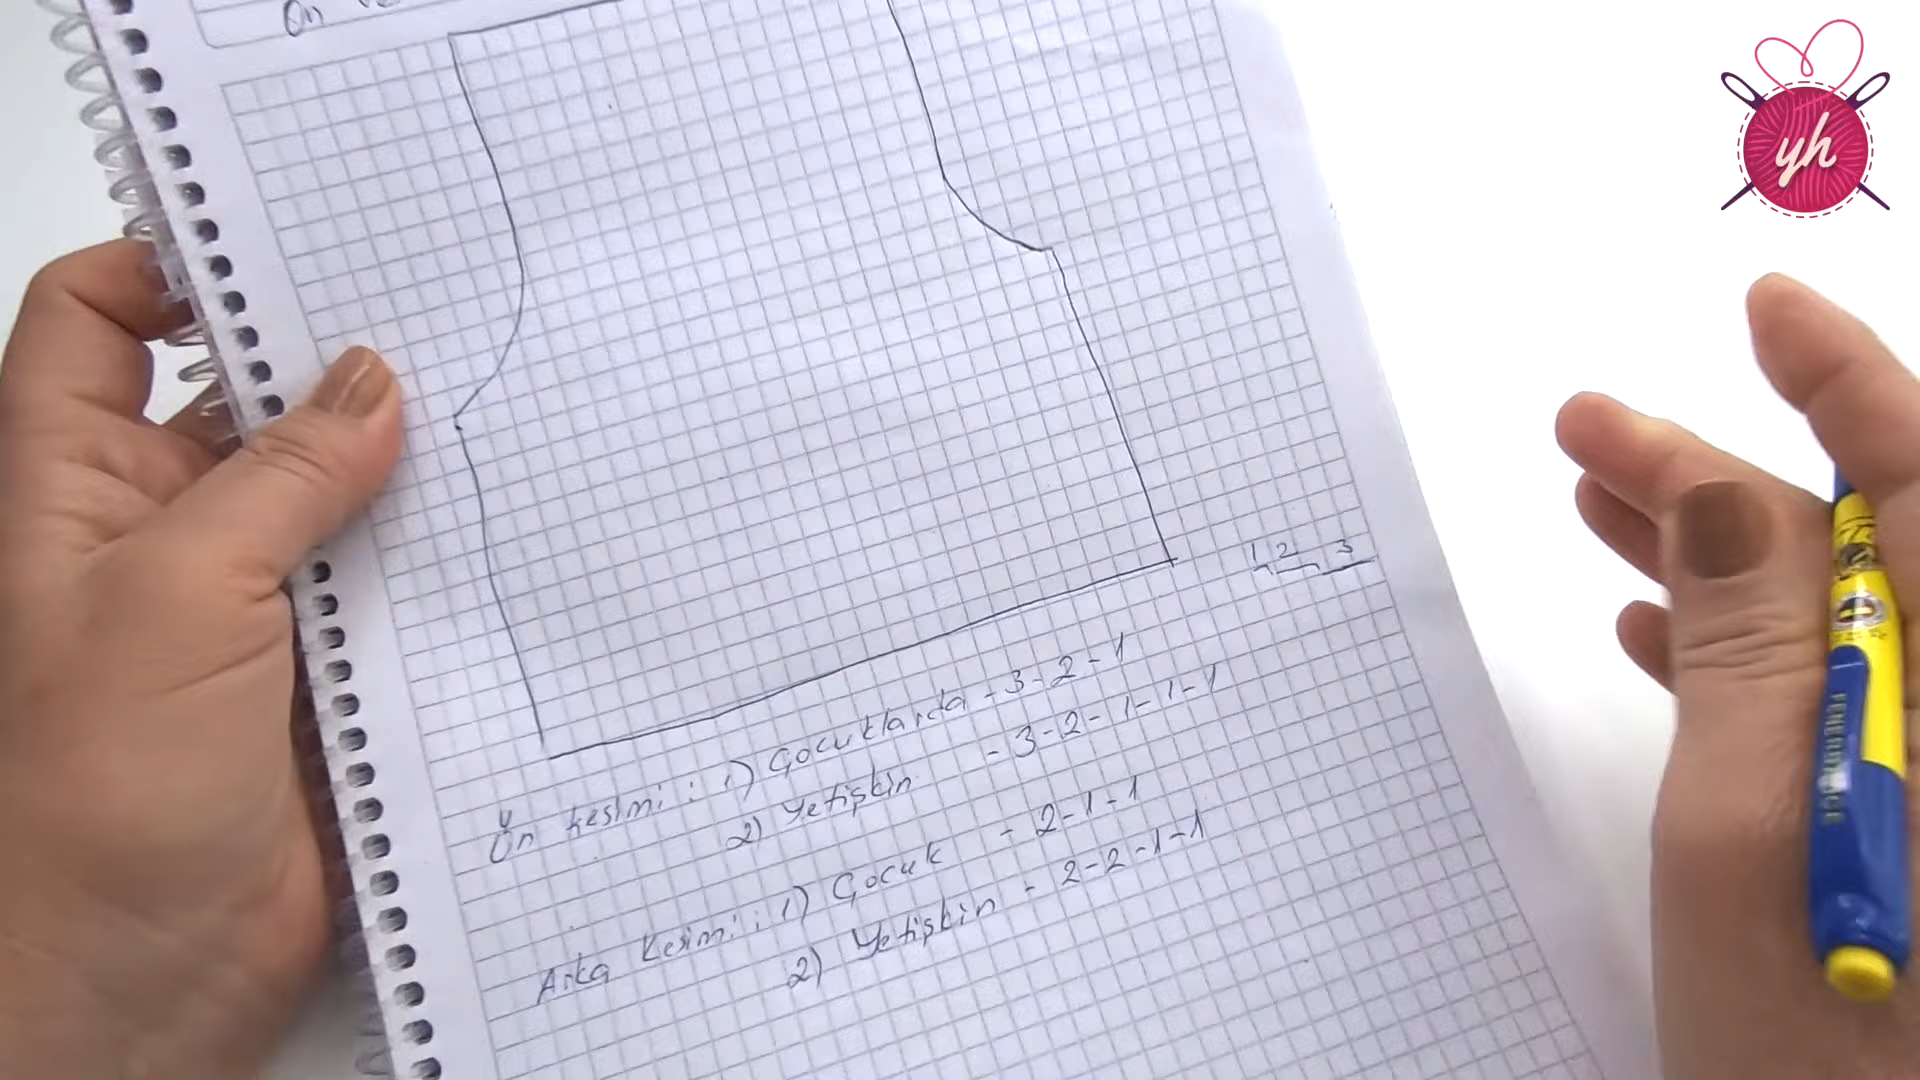 Ön
1 2 3
Ön kesimi: 1) Çocuklarda - 3-2-1
2) Yetişkin - 3-2-1-1-1
Arka Kesimi: 1) Çocuk - 2-1-1
2) Yetişkin - 2-2-1-1
yh